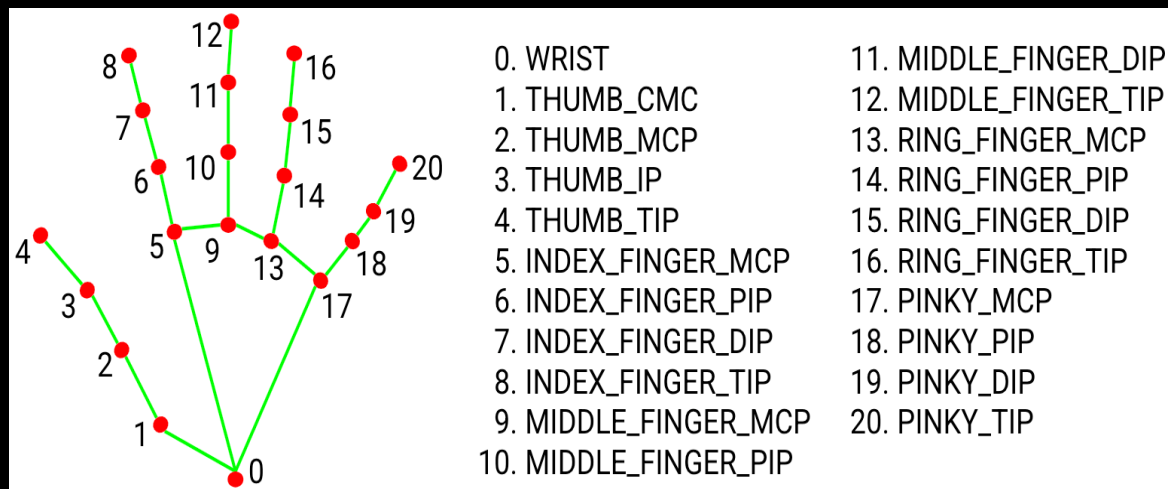 12
8
16
11
7
15
10
20
6
14
19
4
5
9
13
18
3
17
2
1
0
0. WRIST
1. THUMB_CMC
2. THUMB_MCP
3. THUMB_IP
4. THUMB_TIP
5. INDEX_FINGER_MCP
6. INDEX_FINGER_PIP
7. INDEX_FINGER_DIP
8. INDEX_FINGER_TIP
9. MIDDLE_FINGER_MCP
10. MIDDLE_FINGER_PIP
11. MIDDLE_FINGER_DIP
12. MIDDLE_FINGER_TIP
13. RING_FINGER_MCP
14. RING_FINGER_PIP
15. RING_FINGER_DIP
16. RING_FINGER_TIP
17. PINKY_MCP
18. PINKY_PIP
19. PINKY_DIP
20. PINKY_TIP